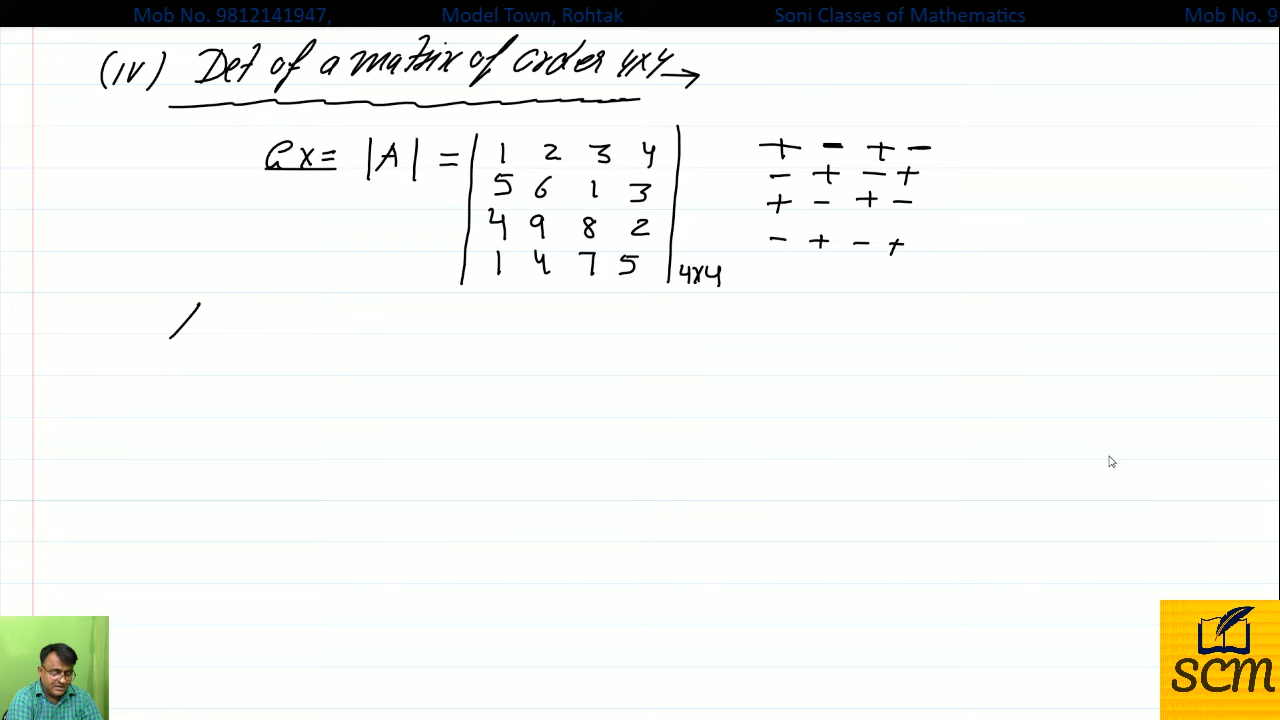 Mob No. 9812141947, Model Town, Rohtak Soni Classes of Mathematics Mob No. 9
(iv) Det of a matrix of order 4x4 →
Ex= |A| = | 1 2 3 4 | + - + -
5 6 1 3 - + - +
4 9 8 2 + - + -
1 4 7 5 4x4 - + - +
SCM